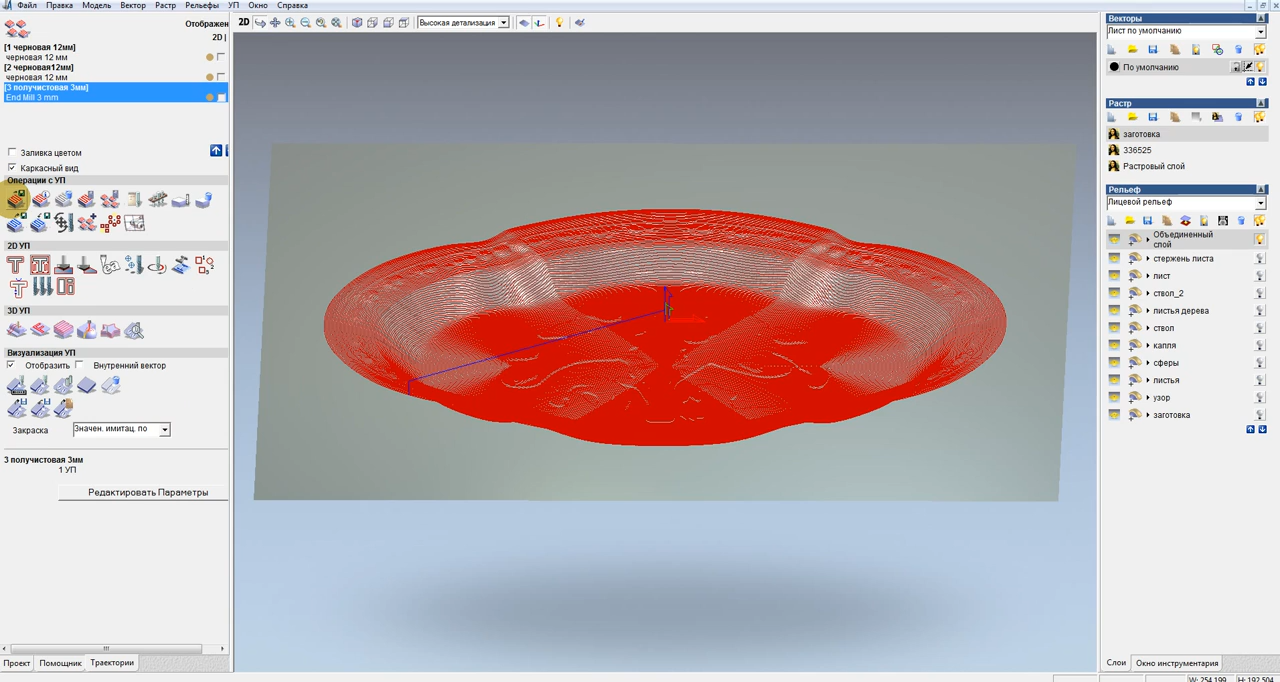 Файл Правка Модель Вектор Растр Рельефы УП Окно Справка
Отображен
2D |
[1 черновая 12мм]
черновая 12 мм
[2 черновая12мм]
черновая 12 мм
[3 получистовая 3мм]
End Mill 3 mm
Заливка цветом
Каркасный вид
Операции с УП
2D УП
3D УП
Визуализация УП
Отобразить Внутренний вектор
Закраска Значен. имитац. по
3 получистовая 3мм
1 УП
Редактировать Параметры
Проект Помощник Траектории
2D Высокая детализация
Векторы
Лист по умолчанию
По умолчанию
Растр
заготовка
336525
Растровый слой
Рельеф
Лицевой рельеф
Объединенный
слой
стержень листа
лист
ствол_2
листья дерева
ствол
капля
сферы
листья
узор
заготовка
Слои Окно инструментария
W: 254.199 H: 192.504